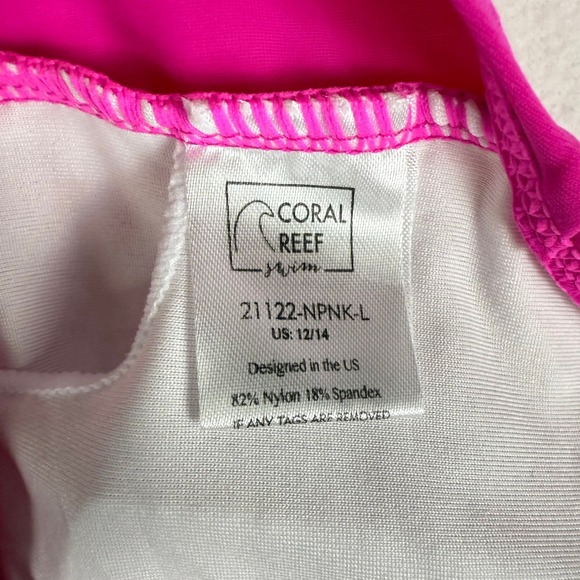 CORAL
REEF
swim
21122-NPNK-L
US: 12/14
Designed in the US
82% Nylon 18% Spandex
IF ANY TAGS ARE REMOVED